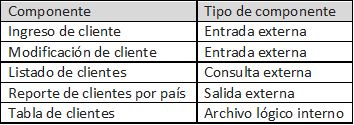 Componente Tipo de componente
Ingreso de cliente Entrada externa
Modificación de cliente Entrada externa
Listado de clientes Consulta externa
Reporte de clientes por país Salida externa
Tabla de clientes Archivo lógico interno